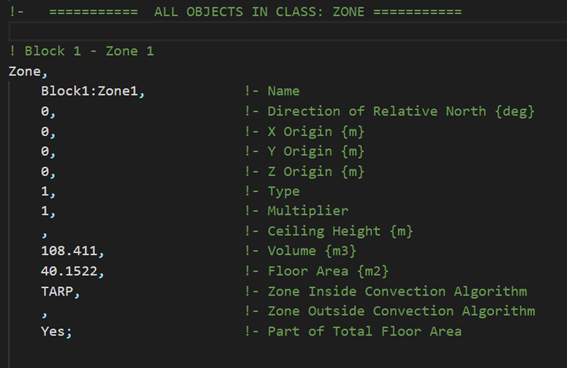 !-   ===========  ALL OBJECTS IN CLASS: ZONE ===========
! Block 1 - Zone 1
Zone,
Block1:Zone1, !- Name
0, !- Direction of Relative North {deg}
0, !- X Origin {m}
0, !- Y Origin {m}
0, !- Z Origin {m}
1, !- Type
1, !- Multiplier
, !- Ceiling Height {m}
108.411, !- Volume {m3}
40.1522, !- Floor Area {m2}
TARP, !- Zone Inside Convection Algorithm
, !- Zone Outside Convection Algorithm
Yes; !- Part of Total Floor Area